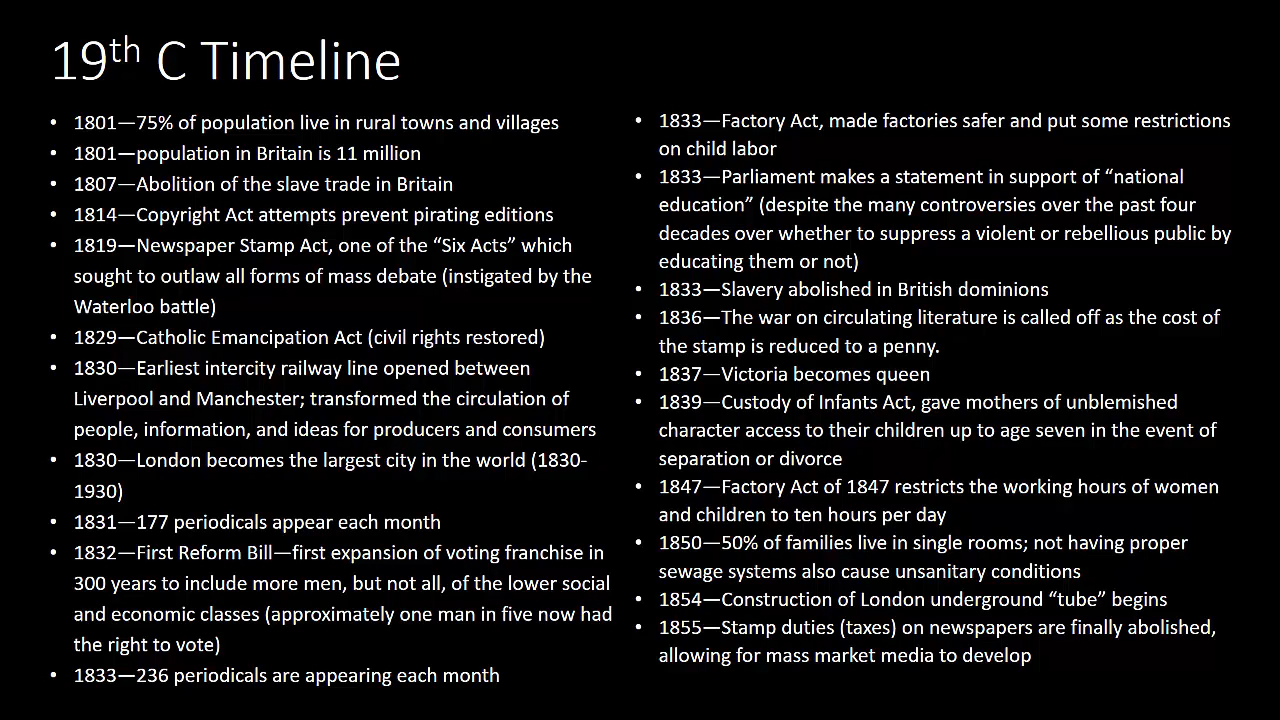 19th C Timeline
• 1801—75% of population live in rural towns and villages
• 1801—population in Britain is 11 million
• 1807—Abolition of the slave trade in Britain
• 1814—Copyright Act attempts prevent pirating editions
• 1819—Newspaper Stamp Act, one of the “Six Acts” which
sought to outlaw all forms of mass debate (instigated by the
Waterloo battle)
• 1829—Catholic Emancipation Act (civil rights restored)
• 1830—Earliest intercity railway line opened between
Liverpool and Manchester; transformed the circulation of
people, information, and ideas for producers and consumers
• 1830—London becomes the largest city in the world (1830-
1930)
• 1831—177 periodicals appear each month
• 1832—First Reform Bill—first expansion of voting franchise in
300 years to include more men, but not all, of the lower social
and economic classes (approximately one man in five now had
the right to vote)
• 1833—236 periodicals are appearing each month
• 1833—Factory Act, made factories safer and put some restrictions
on child labor
• 1833—Parliament makes a statement in support of “national
education” (despite the many controversies over the past four
decades over whether to suppress a violent or rebellious public by
educating them or not)
• 1833—Slavery abolished in British dominions
• 1836—The war on circulating literature is called off as the cost of
the stamp is reduced to a penny.
• 1837—Victoria becomes queen
• 1839—Custody of Infants Act, gave mothers of unblemished
character access to their children up to age seven in the event of
separation or divorce
• 1847—Factory Act of 1847 restricts the working hours of women
and children to ten hours per day
• 1850—50% of families live in single rooms; not having proper
sewage systems also cause unsanitary conditions
• 1854—Construction of London underground “tube” begins
• 1855—Stamp duties (taxes) on newspapers are finally abolished,
allowing for mass market media to develop